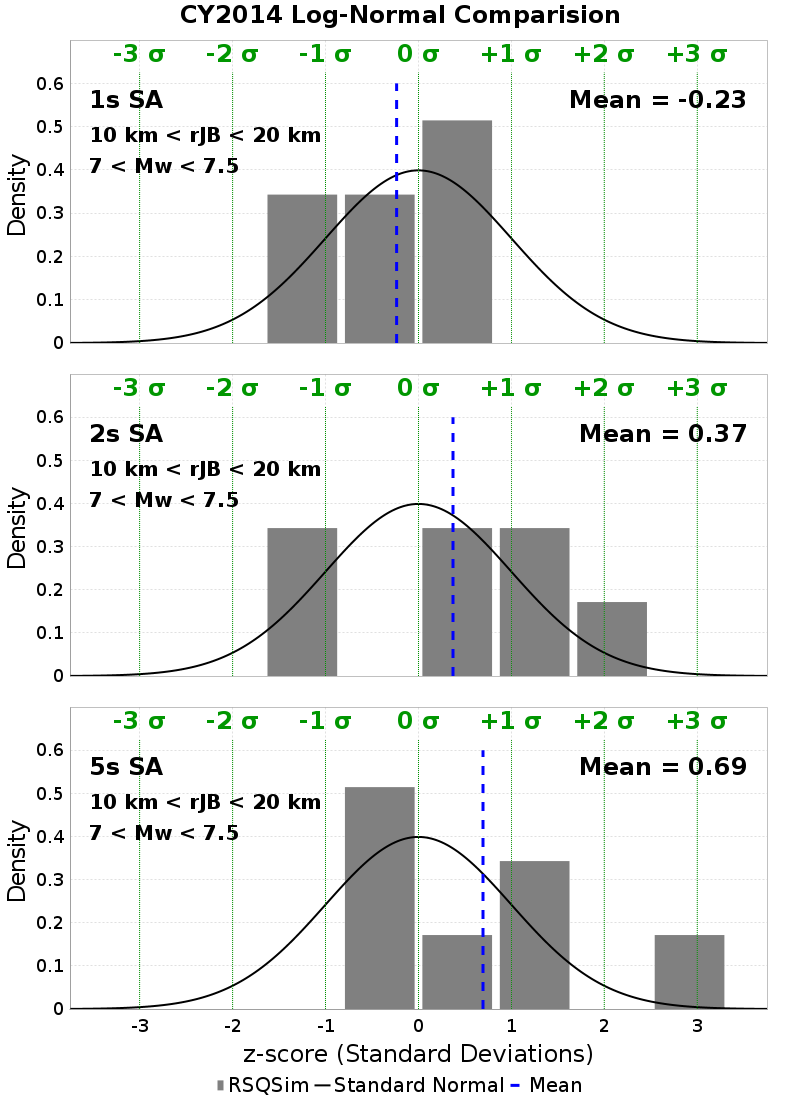 CY2014 Log-Normal Comparision
-3 σ -2 σ -1 σ 0 σ +1 σ +2 σ +3 σ
0.6
1s SA Mean = -0.23
0.5
10 km < rJB < 20 km
7 < Mw < 7.5
0.4
Density
0.3
0.2
0.1
0
-3 σ -2 σ -1 σ 0 σ +1 σ +2 σ +3 σ
0.6
2s SA Mean = 0.37
0.5
10 km < rJB < 20 km
7 < Mw < 7.5
0.4
Density
0.3
0.2
0.1
0
-3 σ -2 σ -1 σ 0 σ +1 σ +2 σ +3 σ
0.6
5s SA Mean = 0.69
0.5
10 km < rJB < 20 km
7 < Mw < 7.5
0.4
Density
0.3
0.2
0.1
0
-3 -2 -1 0 1 2 3
z-score (Standard Deviations)
RSQSim Standard Normal Mean